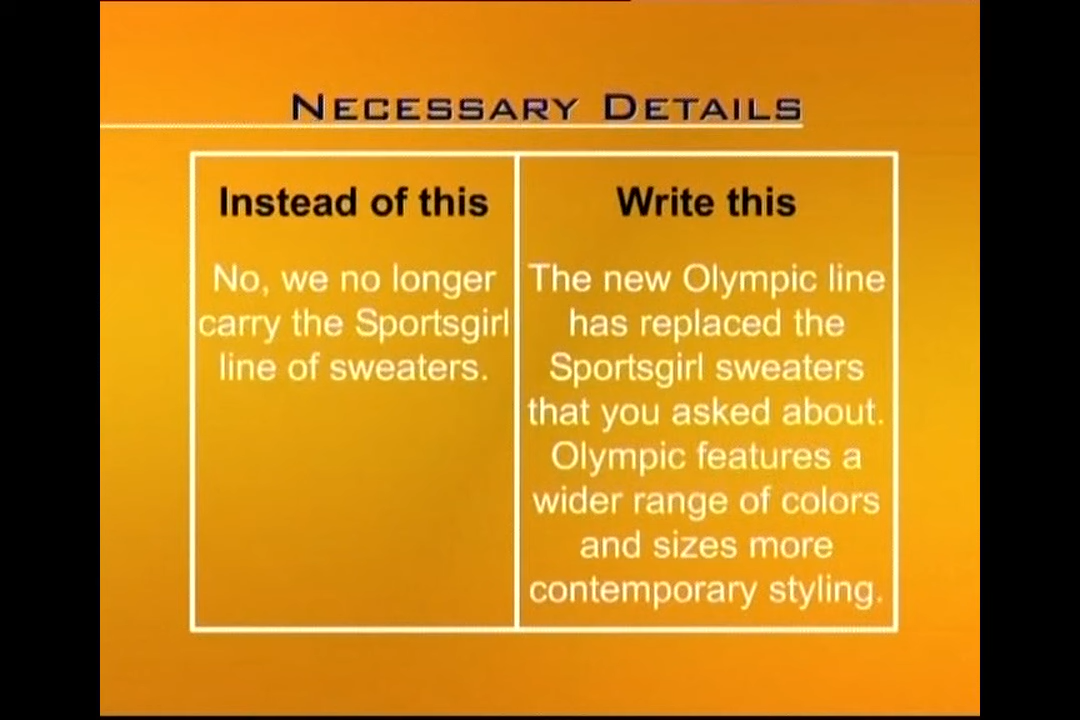 NECESSARY DETAILS
Instead of this
No, we no longer
carry the Sportsgirl
line of sweaters.
Write this
The new Olympic line
has replaced the
Sportsgirl sweaters
that you asked about.
Olympic features a
wider range of colors
and sizes more
contemporary styling.